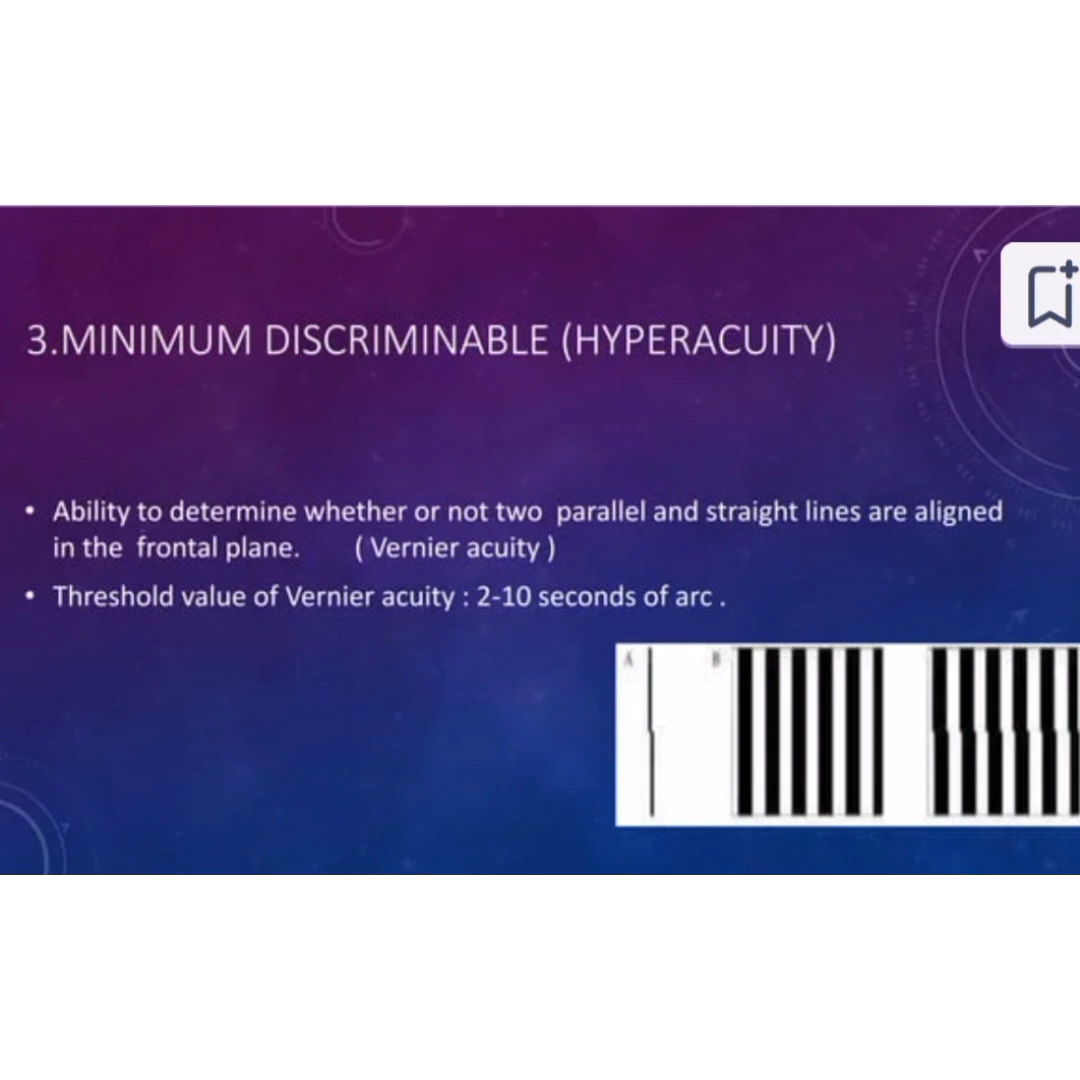 3.MINIMUM DISCRIMINABLE (HYPERACUITY)
• Ability to determine whether or not two parallel and straight lines are aligned
in the frontal plane. ( Vernier acuity )
• Threshold value of Vernier acuity : 2-10 seconds of arc .
A B